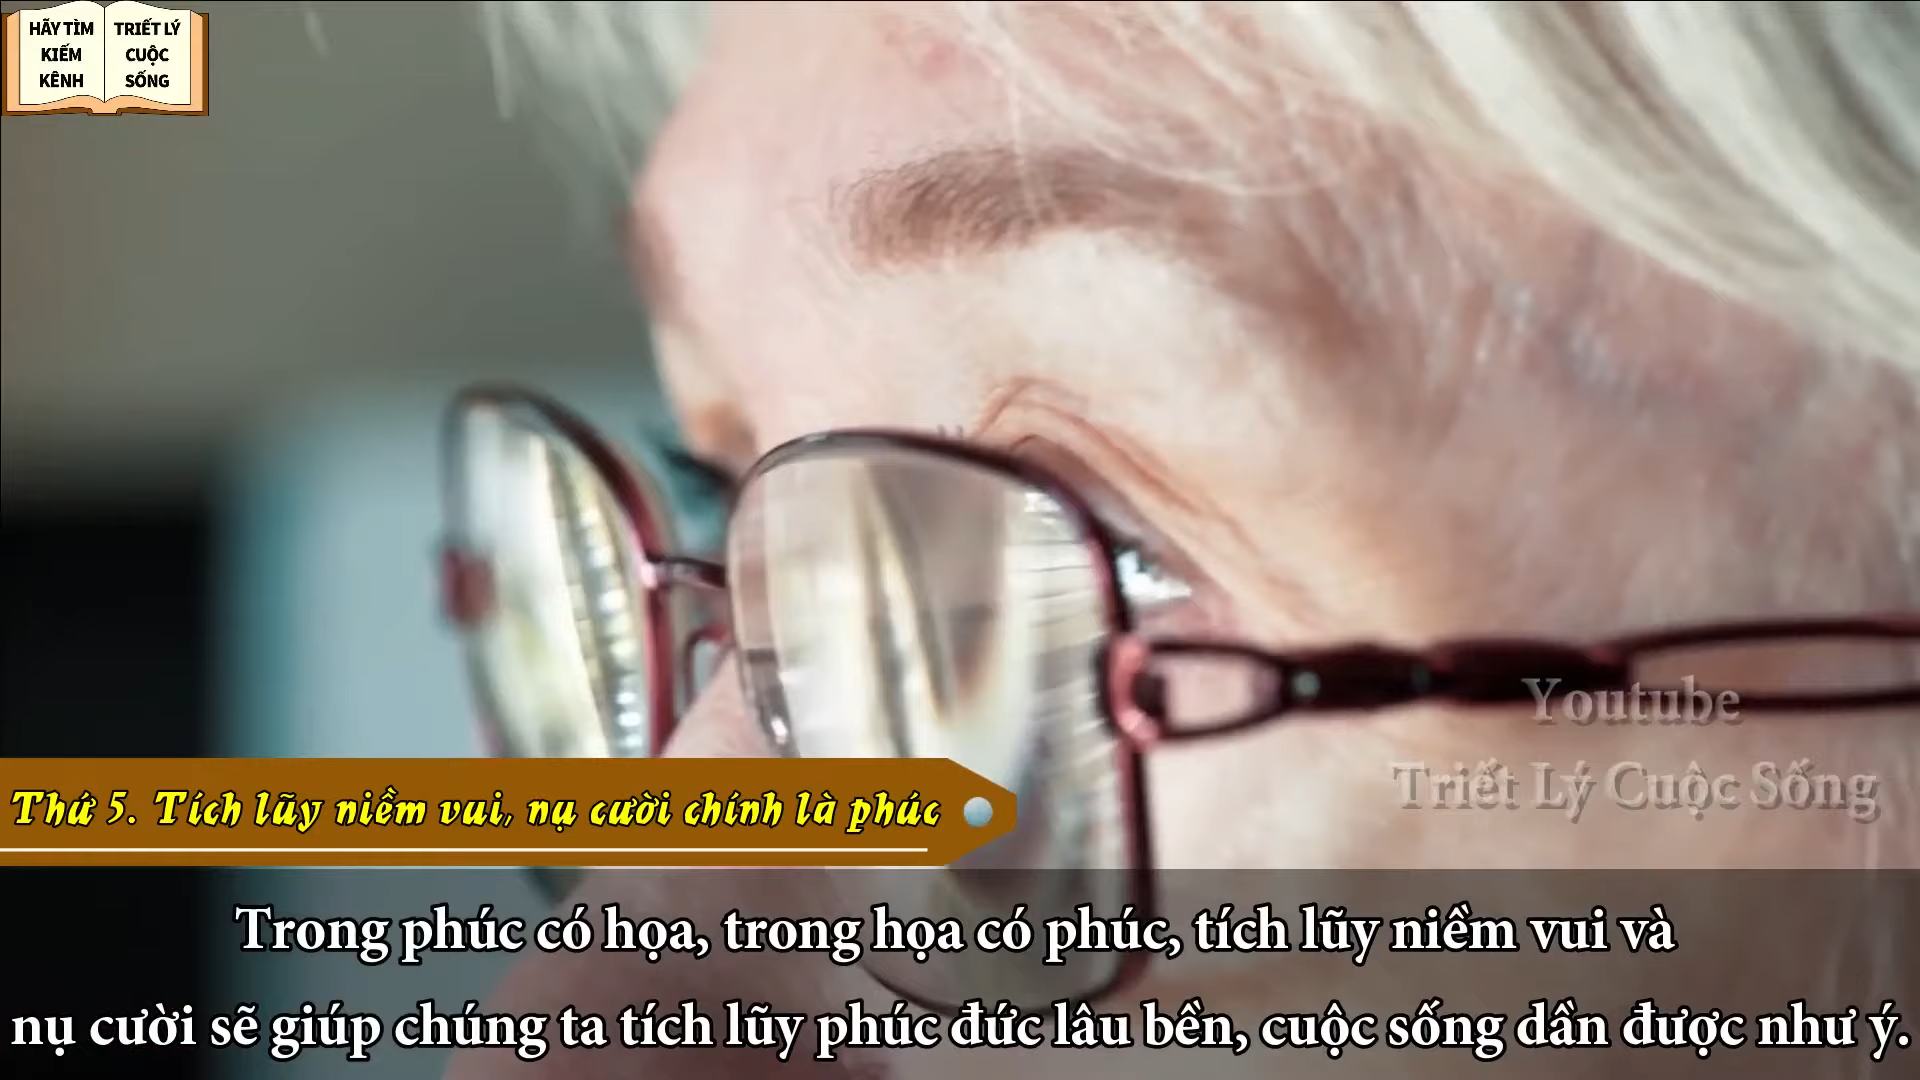 HÃY TÌM
KIẾM
KÊNH
TRIẾT LÝ
CUỘC
SỐNG
Youtube
Triết Lý Cuộc Sống
Thứ 5. Tích lũy niềm vui, nụ cười chính là phúc
Trong phúc có họa, trong họa có phúc, tích lũy niềm vui và
nụ cười sẽ giúp chúng ta tích lũy phúc đức lâu bền, cuộc sống dần được như ý.